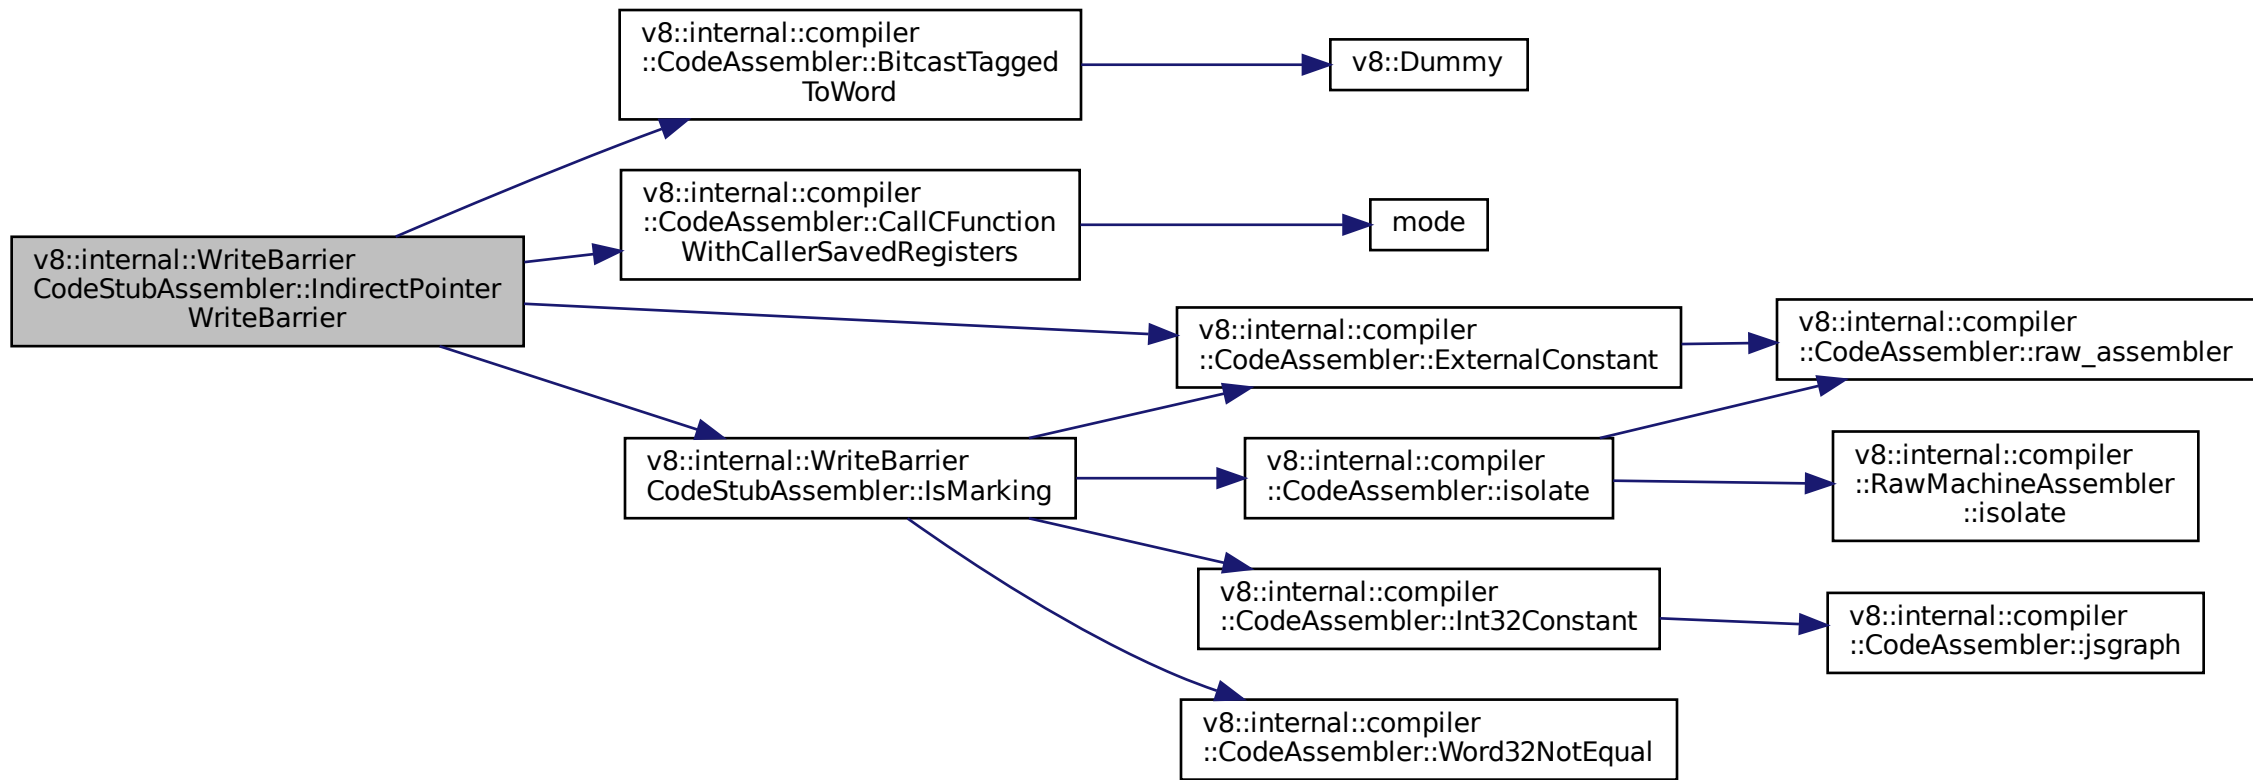 v8::internal::WriteBarrier
CodeStubAssembler::IndirectPointer
WriteBarrier
v8::internal::compiler
::CodeAssembler::BitcastTagged
ToWord
v8::Dummy
v8::internal::compiler
::CodeAssembler::CallCFunction
WithCallerSavedRegisters
mode
v8::internal::compiler
::CodeAssembler::ExternalConstant
v8::internal::compiler
::CodeAssembler::raw_assembler
v8::internal::WriteBarrier
CodeStubAssembler::IsMarking
v8::internal::compiler
::CodeAssembler::isolate
v8::internal::compiler
::RawMachineAssembler
::isolate
v8::internal::compiler
::CodeAssembler::Int32Constant
v8::internal::compiler
::CodeAssembler::jsgraph
v8::internal::compiler
::CodeAssembler::Word32NotEqual